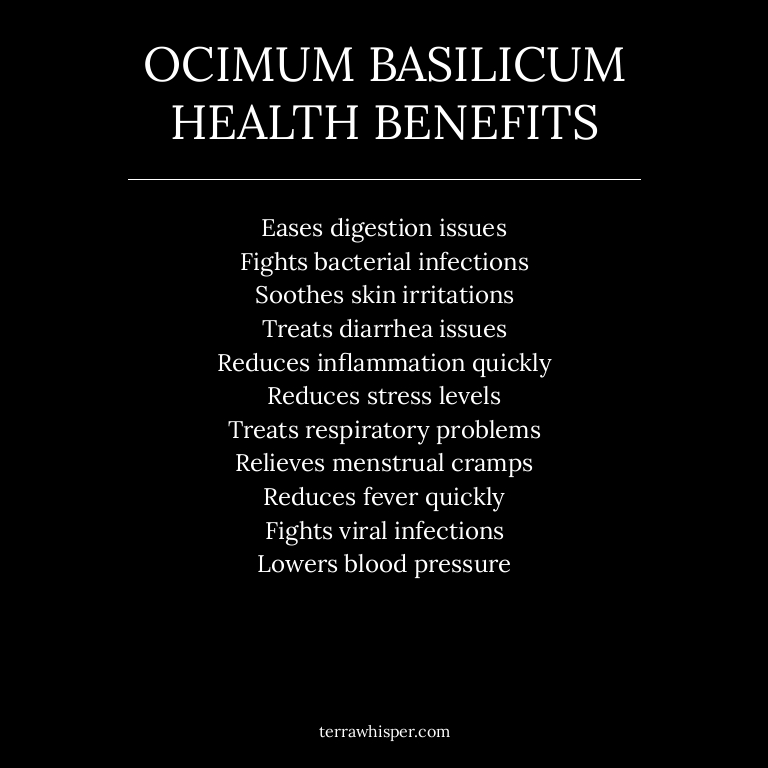 OCIMUM BASILICUM
HEALTH BENEFITS
Eases digestion issues
Fights bacterial infections
Soothes skin irritations
Treats diarrhea issues
Reduces inflammation quickly
Reduces stress levels
Treats respiratory problems
Relieves menstrual cramps
Reduces fever quickly
Fights viral infections
Lowers blood pressure
terrawhisper.com